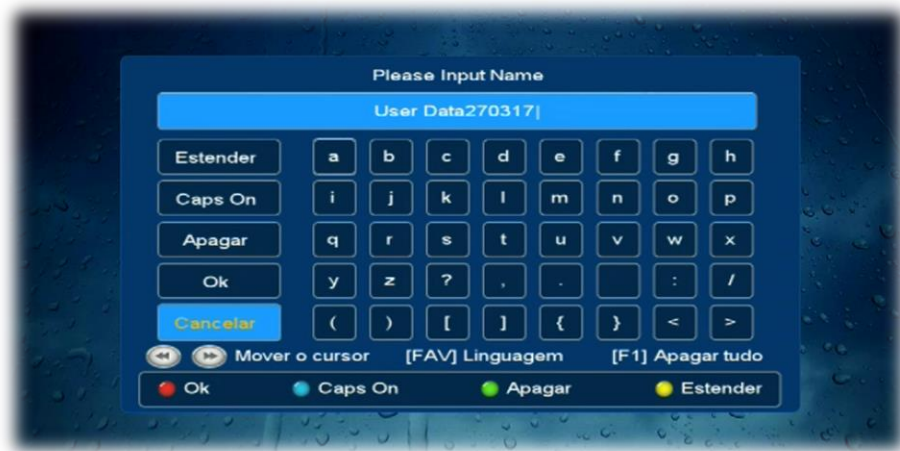 Please Input Name
User Data270317|
Estender a b c d e f g h
Caps On i j k l m n o p
Apagar q r s t u v w x
Ok y z ? , . : /
Cancelar ( ) [ ] { } < >
Mover o cursor [FAV] Linguagem [F1] Apagar tudo
Ok Caps On Apagar Estender